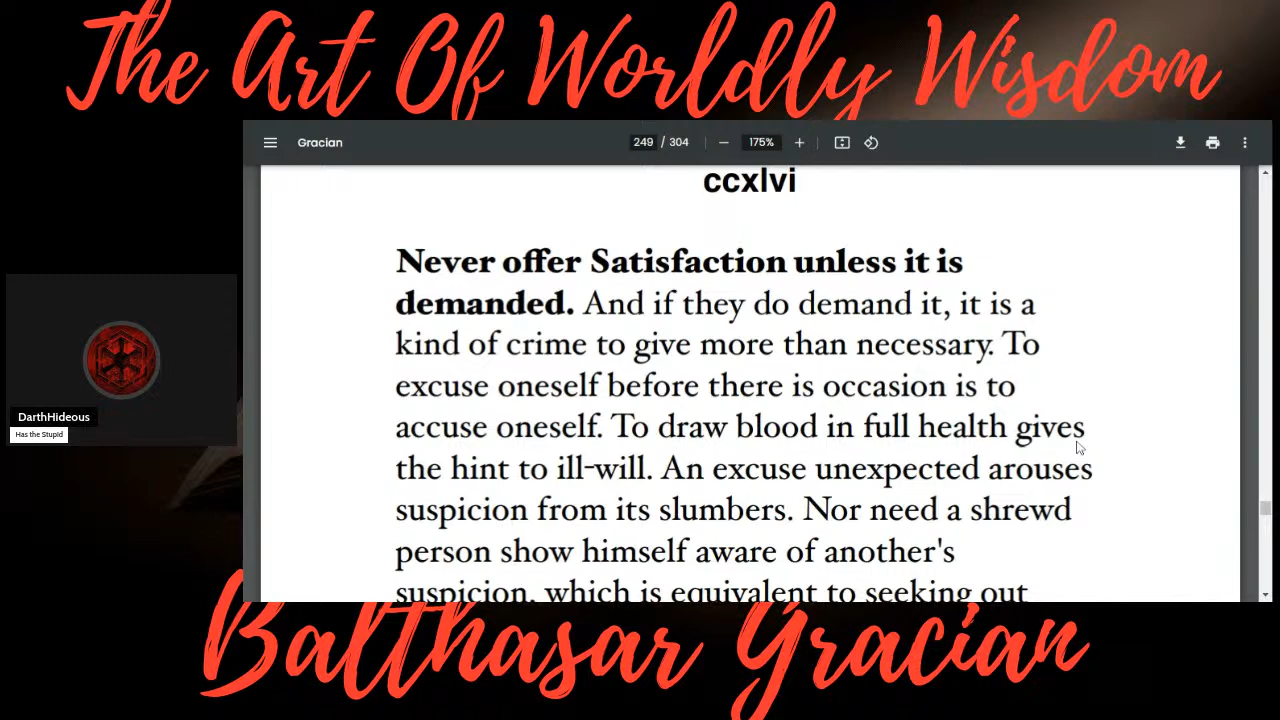 The Art Of Worldly Wisdom
Gracian
249 / 304
175%
ccxlvi
Never offer Satisfaction unless it is
demanded. And if they do demand it, it is a
kind of crime to give more than necessary. To
excuse oneself before there is occasion is to
accuse oneself. To draw blood in full health gives
the hint to ill-will. An excuse unexpected arouses
suspicion from its slumbers. Nor need a shrewd
person show himself aware of another's
suspicion, which is equivalent to seeking out
DarthHideous
Has the Stupid
Balthasar Gracian